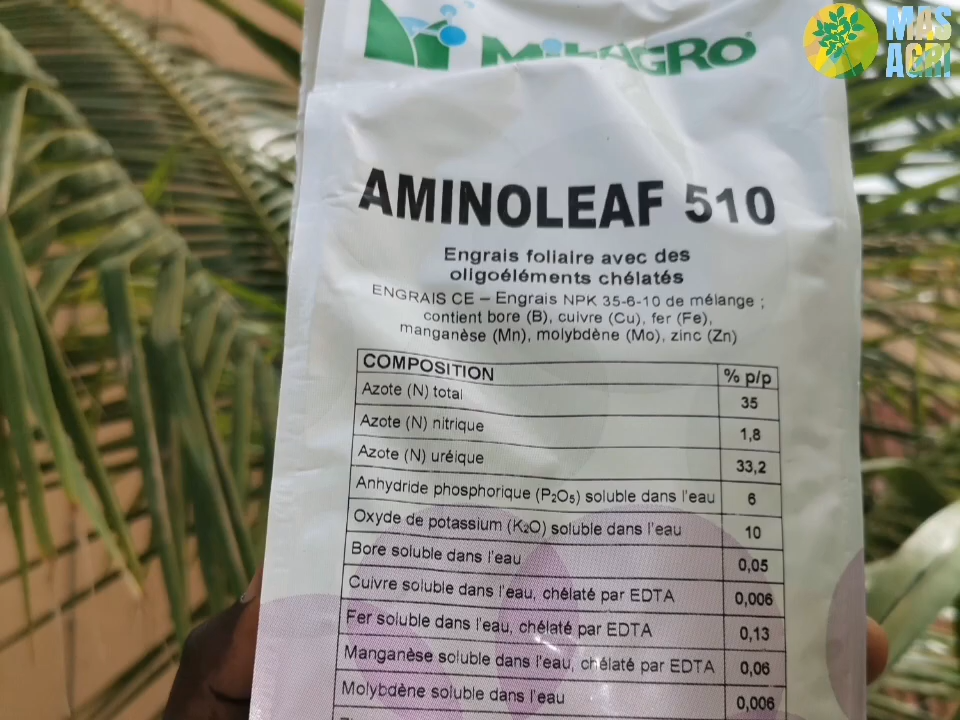 MILAGRO
MAS
AGRI
AMINOLEAF 510
Engrais foliaire avec des
oligoéléments chélatés
ENGRAIS CE – Engrais NPK 35-6-10 de mélange ;
contient bore (B), cuivre (Cu), fer (Fe),
manganèse (Mn), molybdène (Mo), zinc (Zn)
COMPOSITION % p/p
Azote (N) total 35
Azote (N) nitrique 1,8
Azote (N) uréique 33,2
Anhydride phosphorique (P₂O₅) soluble dans l'eau 6
Oxyde de potassium (K₂O) soluble dans l'eau 10
Bore soluble dans l'eau 0,05
Cuivre soluble dans l'eau, chélaté par EDTA 0,006
Fer soluble dans l'eau, chélaté par EDTA 0,13
Manganèse soluble dans l'eau, chélaté par EDTA 0,06
Molybdène soluble dans l'eau 0,006